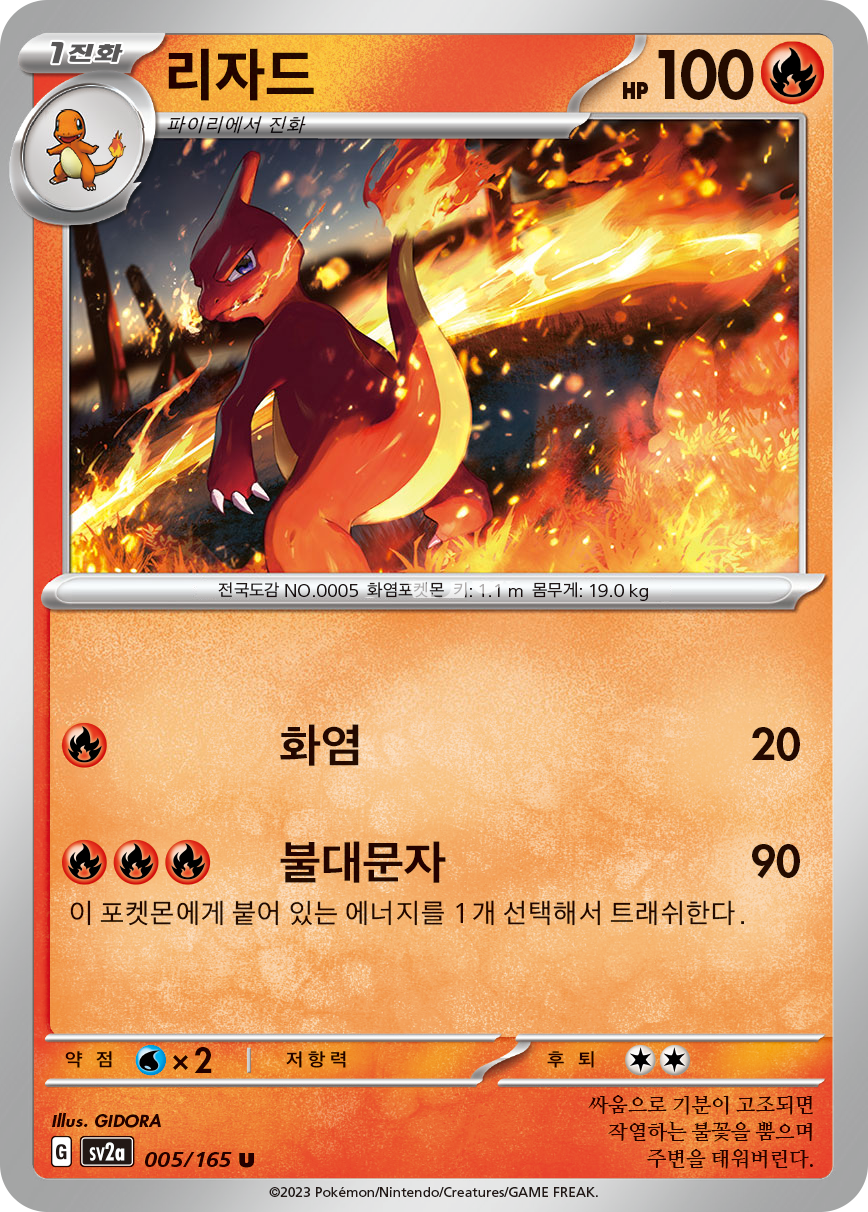 1진화
리자드
HP 100
파이리에서 진화
전국도감 NO.0005 화염포켓몬 키: 1.1 m 몸무게: 19.0 kg
화염 20
불대문자 90
이 포켓몬에게 붙어 있는 에너지를 1개 선택해서 트래쉬한다.
약점 ×2 저항력 후퇴
싸움으로 기분이 고조되면
작열하는 불꽃을 뿜으며
주변을 태워버린다.
Illus. GIDORA
G sv2a 005/165 U
©2023 Pokémon/Nintendo/Creatures/GAME FREAK.